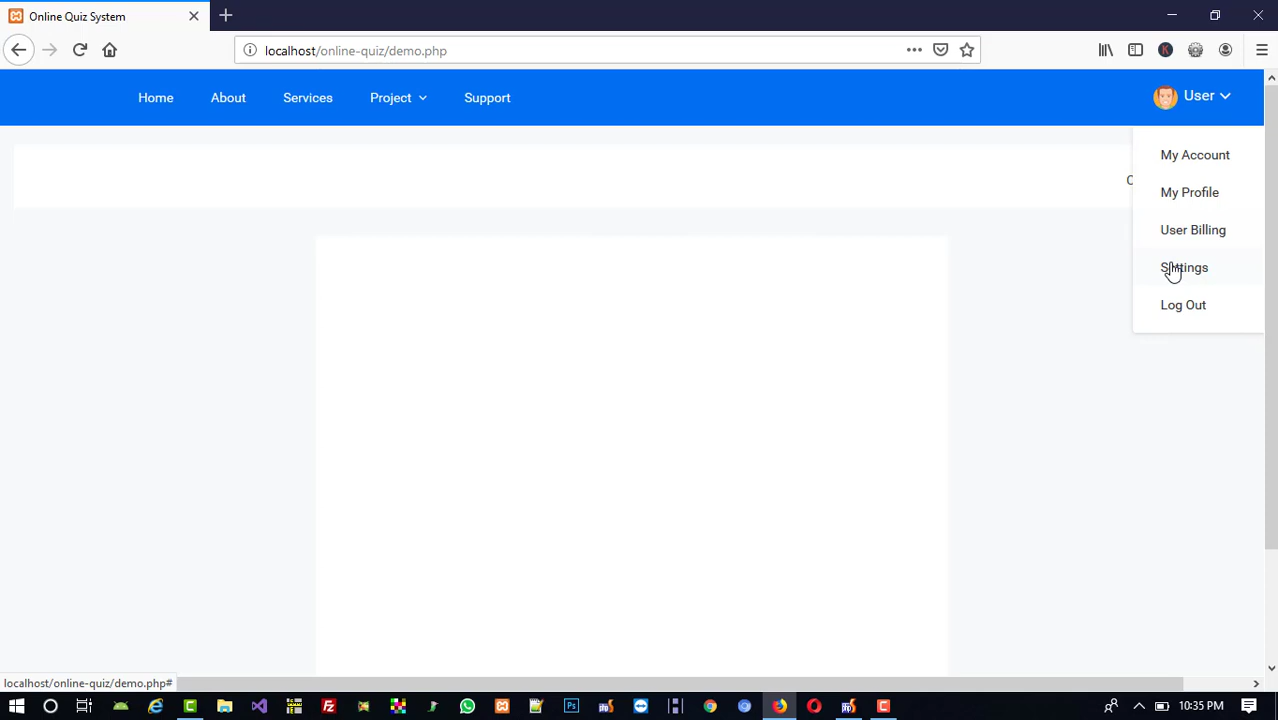 Online Quiz System
localhost/online-quiz/demo.php
Home About Services Project Support
User
My Account
C
My Profile
User Billing
Settings
Log Out
localhost/online-quiz/demo.php#
10:35 PM